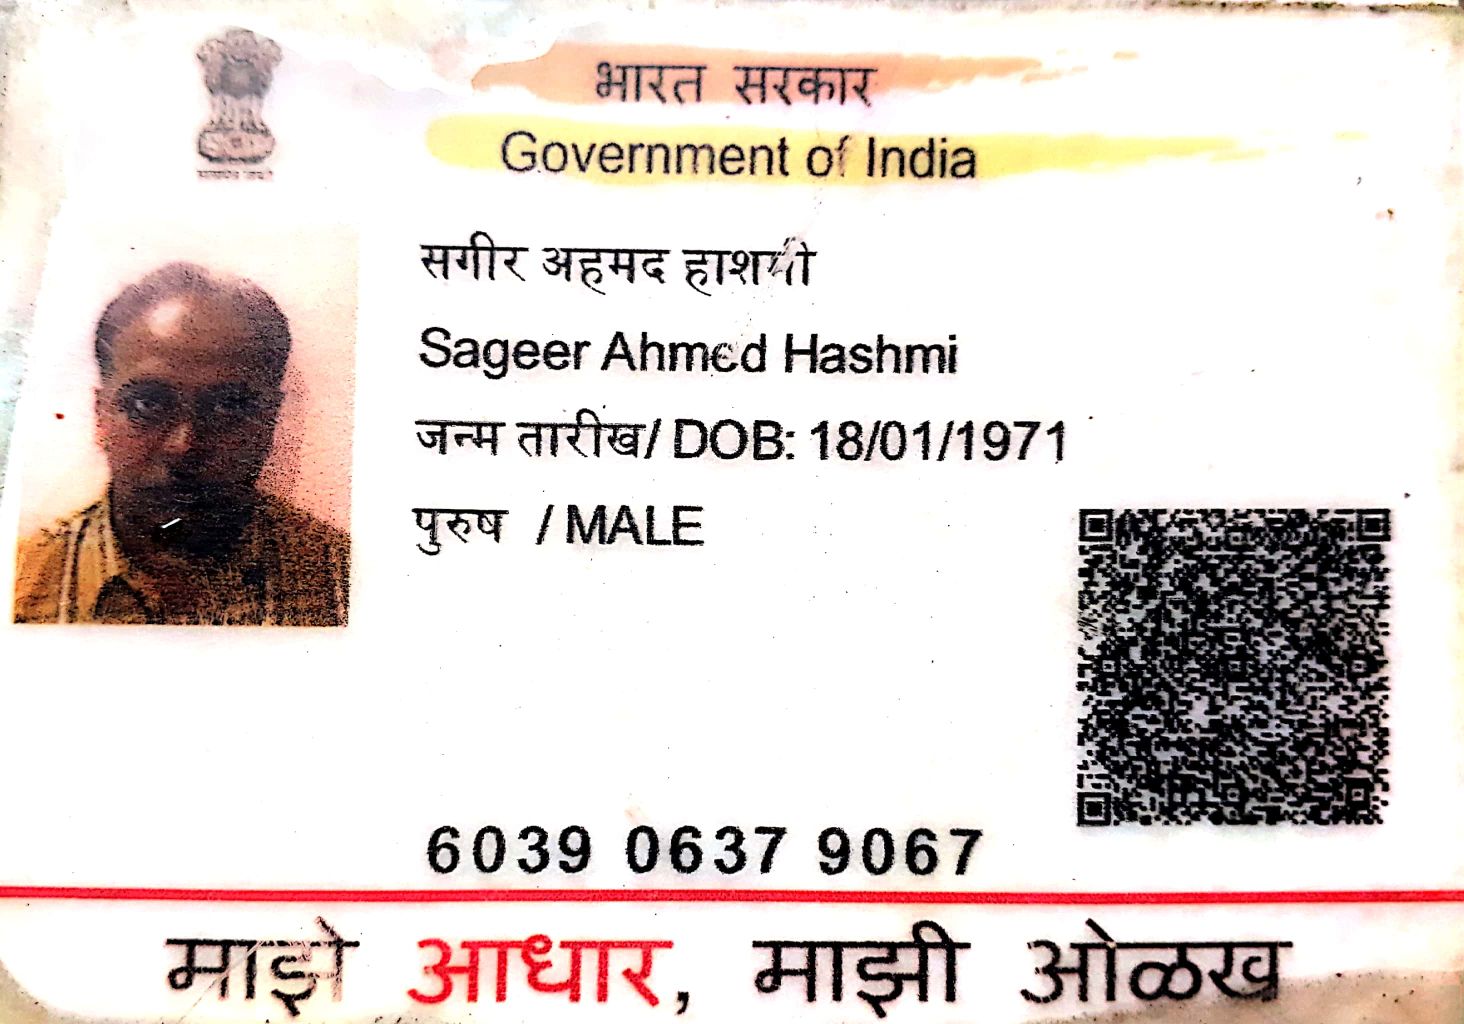 भारत सरकार
Government of India
सगीर अहमद हाशमी
Sageer Ahmed Hashmi
जन्म तारीख/ DOB: 18/01/1971
पुरुष / MALE
6039 0637 9067
माझे आधार, माझी ओळख